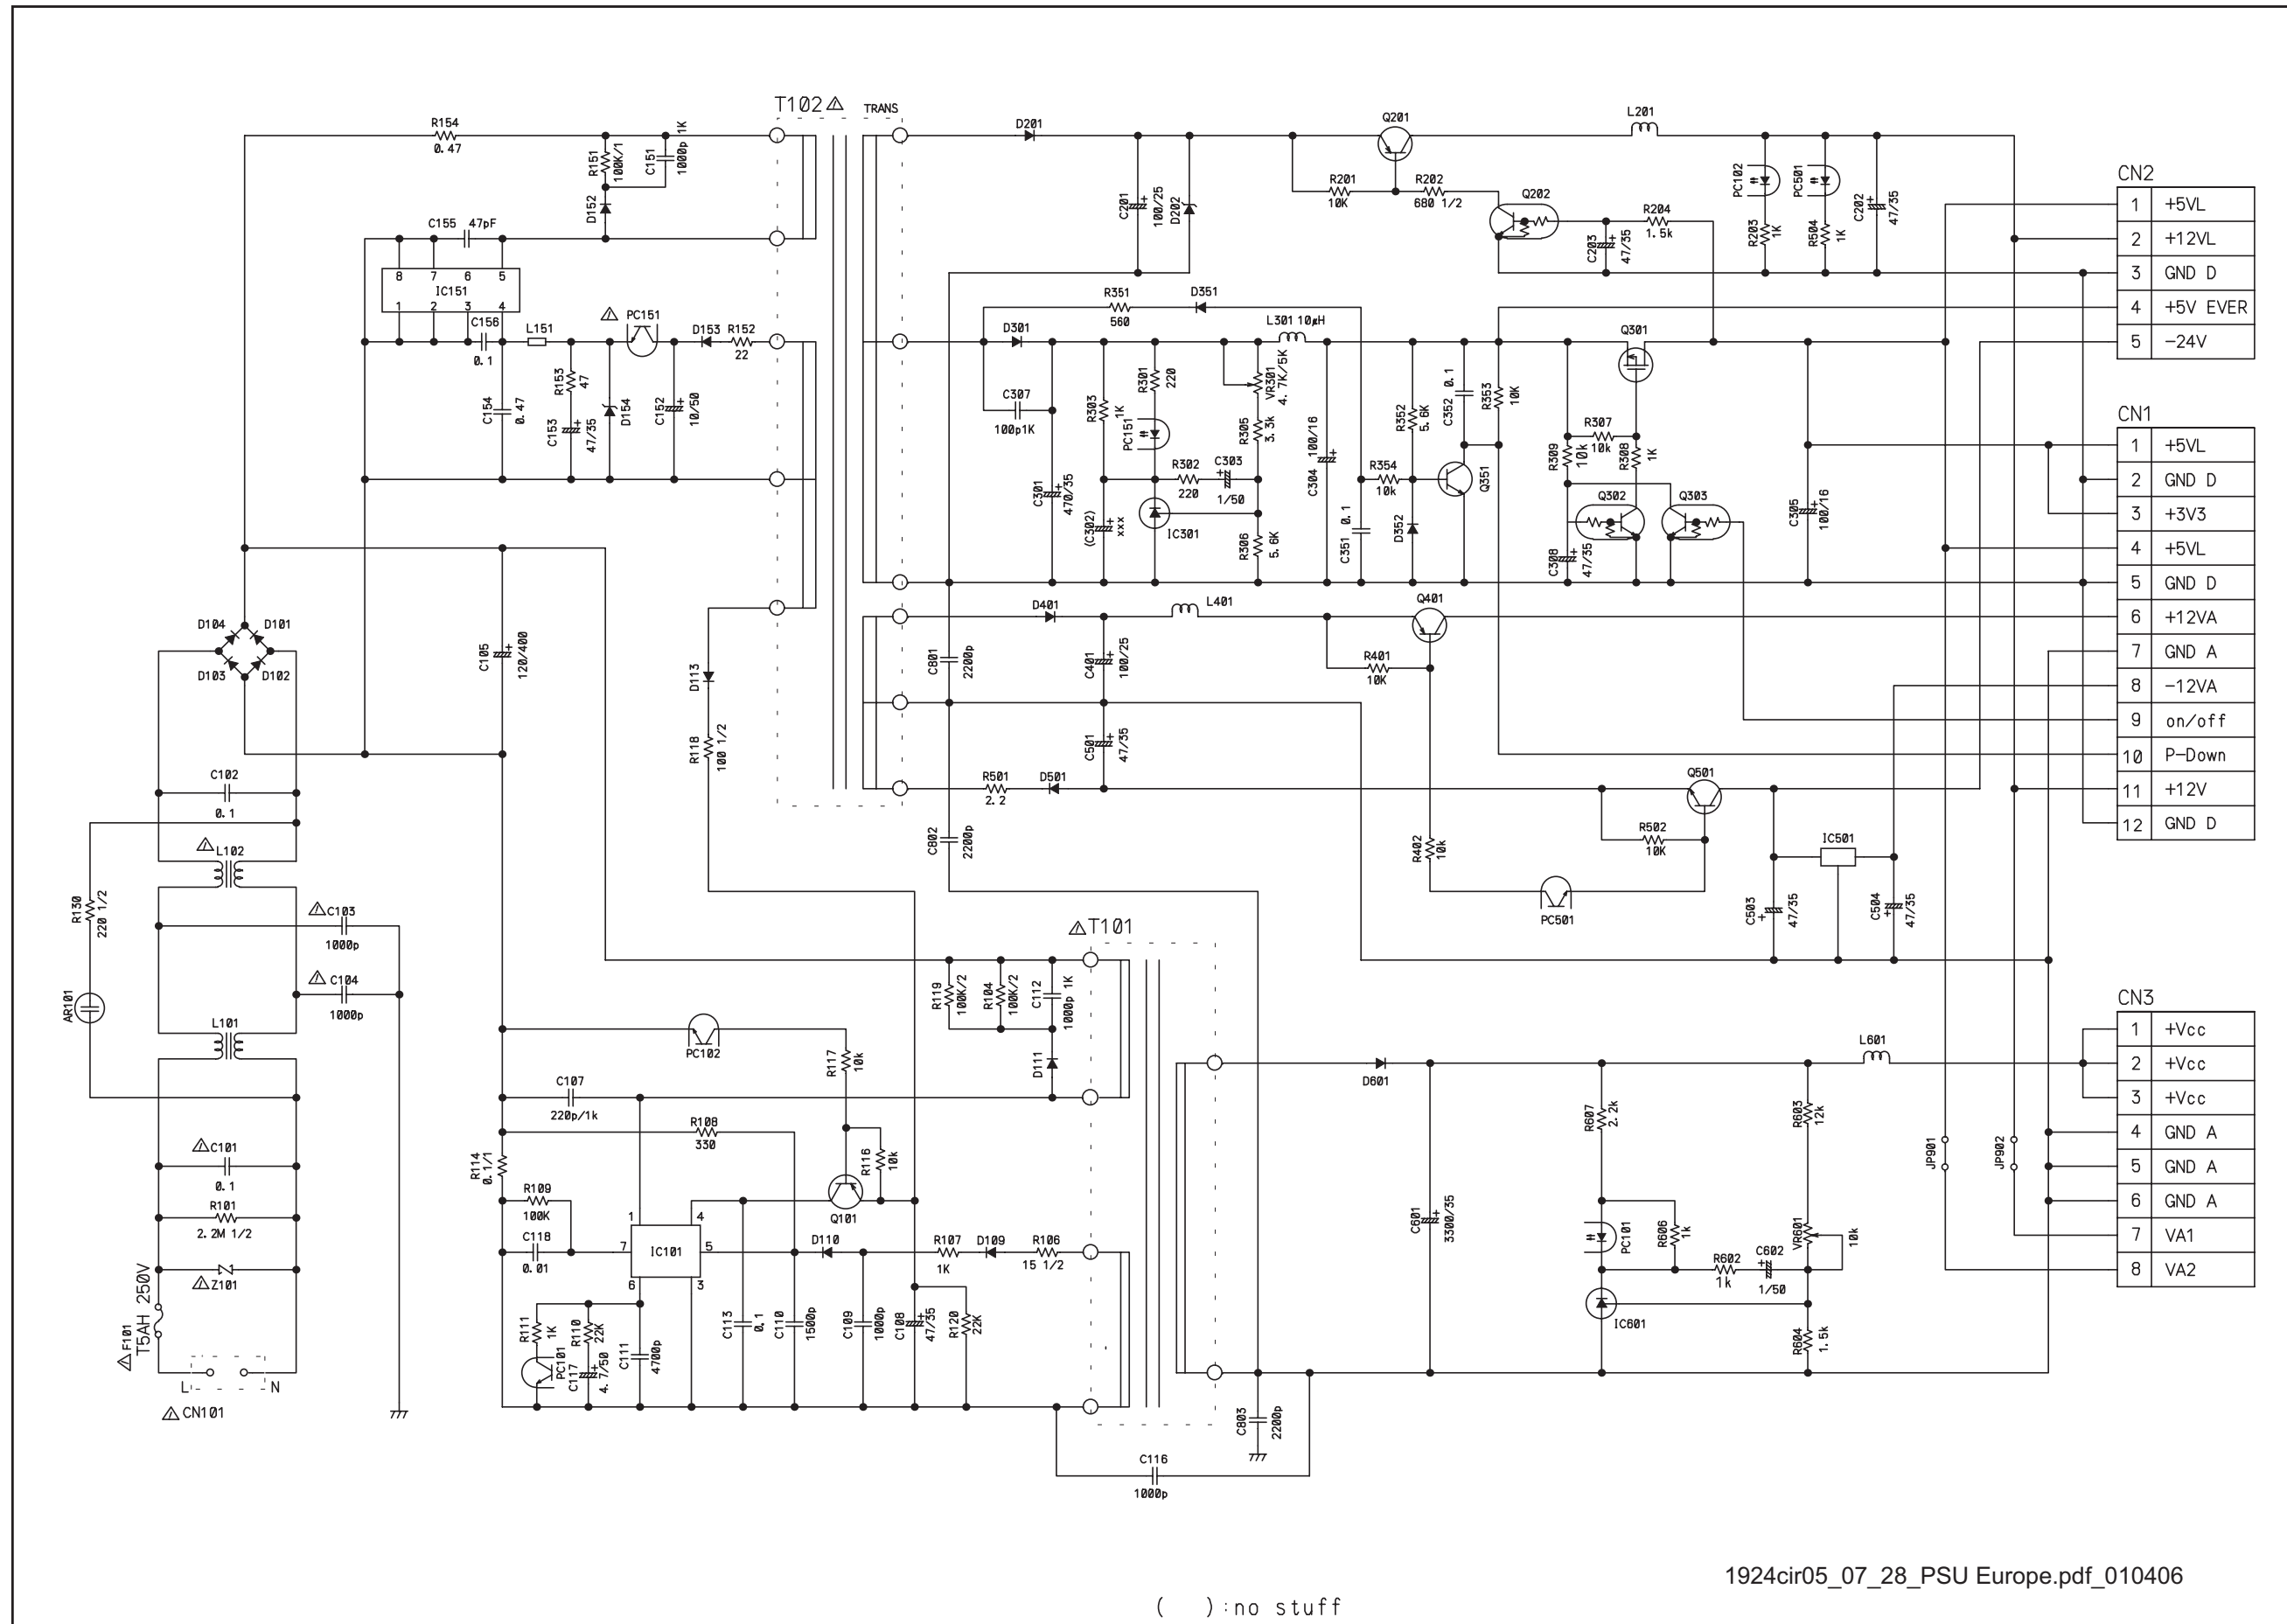 T102 TRANS
R154
0.47
R151
100K/1
C151
1000p 1K
D152
C155 47pF
8 7 6 5
IC151
1 2 3 4
C156
0.1
L151
PC151
D153
R152
22
R153
47
C154
0.47
C153
47/35
D154
C152
10/50
D201
C201
100/25
D202
Q201
R201
10K
R202
680 1/2
Q202
C203
47/35
R204
1.5k
L201
PC102
R203
1K
PC501
R504
1K
C202
47/35
R351
560
D351
D301
C307
100p1K
C301
470/35
R303
1K
(C302)
xxx
R301
220
PC151
R302
220
C303
1/50
IC301
L301 10μH
VR301
4.7K/5K
R305
3.3k
R306
5.6K
C304 100/16
C351 0.1
R354
10k
R352
5.6K
D352
C352 0.1
Q351
R353
10K
Q301
R307
10k
R309
10k
R308
1K
Q302
Q303
C308
47/35
C305
100/16
CN2
1 +5VL
2 +12VL
3 GND D
4 +5V EVER
5 -24V
CN1
1 +5VL
2 GND D
3 +3V3
4 +5VL
5 GND D
6 +12VA
7 GND A
8 -12VA
9 on/off
10 P-Down
11 +12V
12 GND D
D104
D101
D103
D102
C105
120/400
D113
R118
100 1/2
D401
L401
C801
2200p
C401
100/25
C501
47/35
R501
2.2
D501
C802
2200p
Q401
R401
10K
R402
10k
PC501
Q501
R502
10K
IC501
C503
47/35
C504
47/35
C102
0.1
L102
R130
220 1/2
C103
1000p
C104
1000p
AR101
L101
C101
0.1
R101
2.2M 1/2
Z101
F101
T5AH 250V
L
N
CN101
T101
R119
100K/2
R104
100K/2
C112
1000p 1K
D111
PC102
R117
10k
C107
220p/1k
R108
330
R116
10k
R114
0.1/1
R109
100K
C118
0.01
1 4
7 IC101 5
6 3
Q101
D110
R107
1K
D109
R106
15 1/2
R111
1K
PC101
R110
22K
C117
4.7/50
C111
4700p
C113
0.1
C110
1500p
C109
1000p
C108
47/35
R120
22K
C116
1000p
C803
2200p
D601
C601
3300/35
R607
2.2k
PC101
R606
1k
R602
1k
C602
1/50
IC601
R603
12k
VR601
10k
R604
1.5k
L601
JP901
JP902
CN3
1 +Vcc
2 +Vcc
3 +Vcc
4 GND A
5 GND A
6 GND A
7 VA1
8 VA2
1924cir05_07_28_PSU Europe.pdf_010406
( ):no stuff